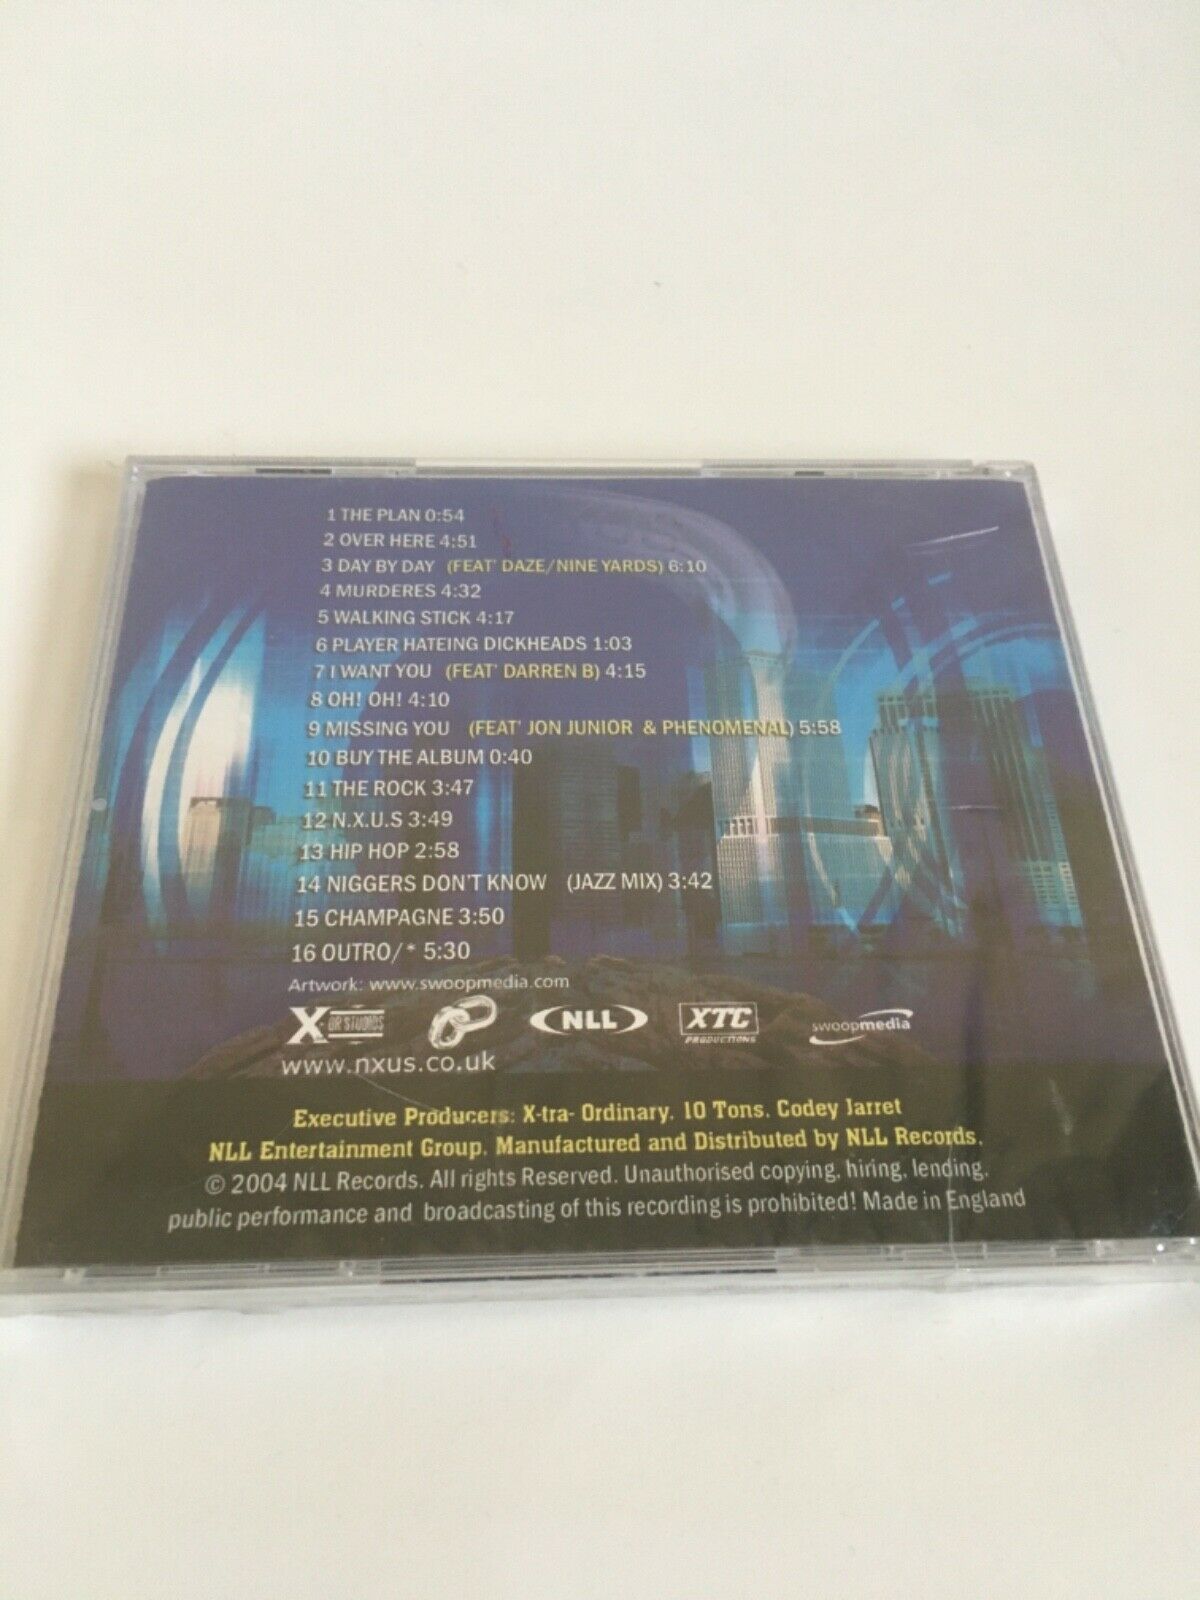 1 THE PLAN 0:54
2 OVER HERE 4:51
3 DAY BY DAY (FEAT' DAZE/NINE YARDS) 6:10
4 MURDERES 4:32
5 WALKING STICK 4:17
6 PLAYER HATEING DICKHEADS 1:03
7 I WANT YOU (FEAT' DARREN B) 4:15
8 OH! OH! 4:10
9 MISSING YOU (FEAT' JON JUNIOR & PHENOMENAL) 5:58
10 BUY THE ALBUM 0:40
11 THE ROCK 3:47
12 N.X.U.S 3:49
13 HIP HOP 2:58
14 NIGGERS DON'T KNOW (JAZZ MIX) 3:42
15 CHAMPAGNE 3:50
16 OUTRO/* 5:30
Artwork: www.swoopmedia.com
X-OR STUDIOS NLL XTC PRODUCTIONS swoopmedia
www.nxus.co.uk
Executive Producers: X-tra- Ordinary. 10 Tons. Codey Jarret
NLL Entertainment Group. Manufactured and Distributed by NLL Records.
© 2004 NLL Records. All rights Reserved. Unauthorised copying, hiring, lending,
public performance and broadcasting of this recording is prohibited! Made in England